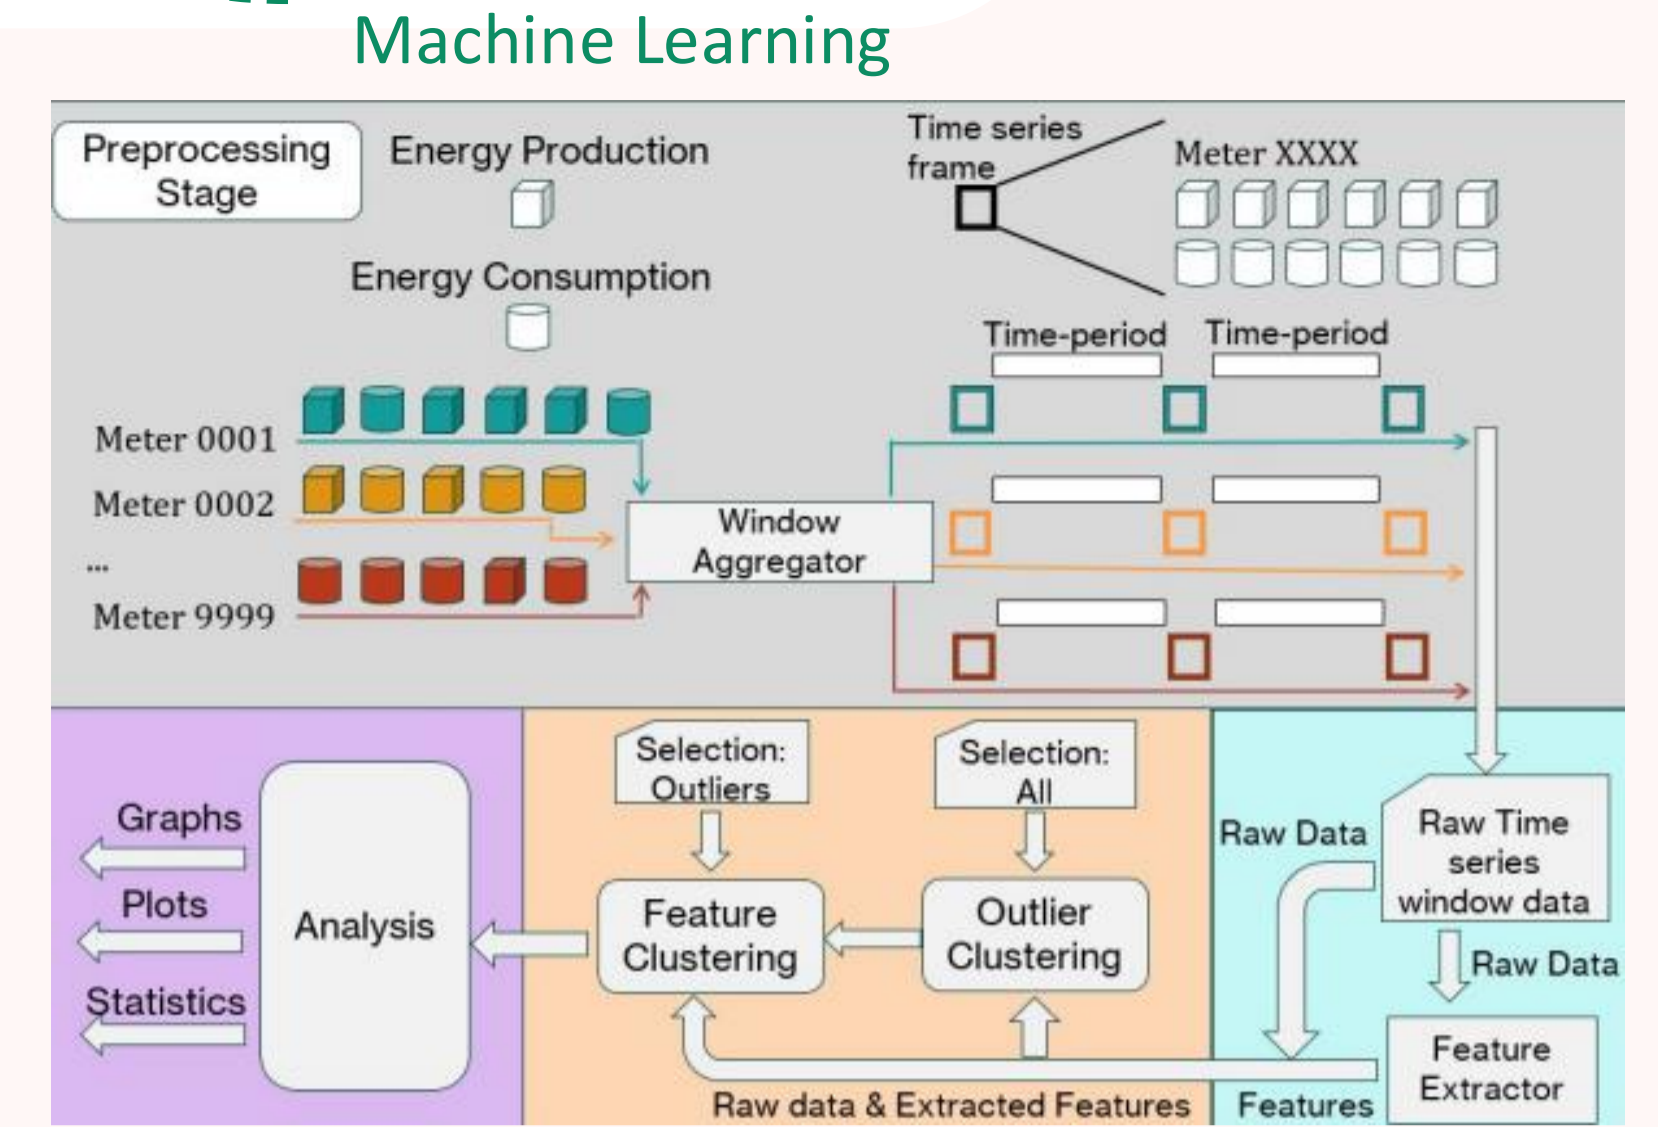 Machine Learning
Preprocessing
Stage
Energy Production
Energy Consumption
Time series
frame
Meter XXXX
Time-period
Time-period
Meter 0001
Meter 0002
...
Meter 9999
Window
Aggregator
Graphs
Plots
Statistics
Analysis
Selection:
Outliers
Selection:
All
Feature
Clustering
Outlier
Clustering
Raw data & Extracted Features
Raw Data
Raw Time
series
window data
Raw Data
Feature
Extractor
Features